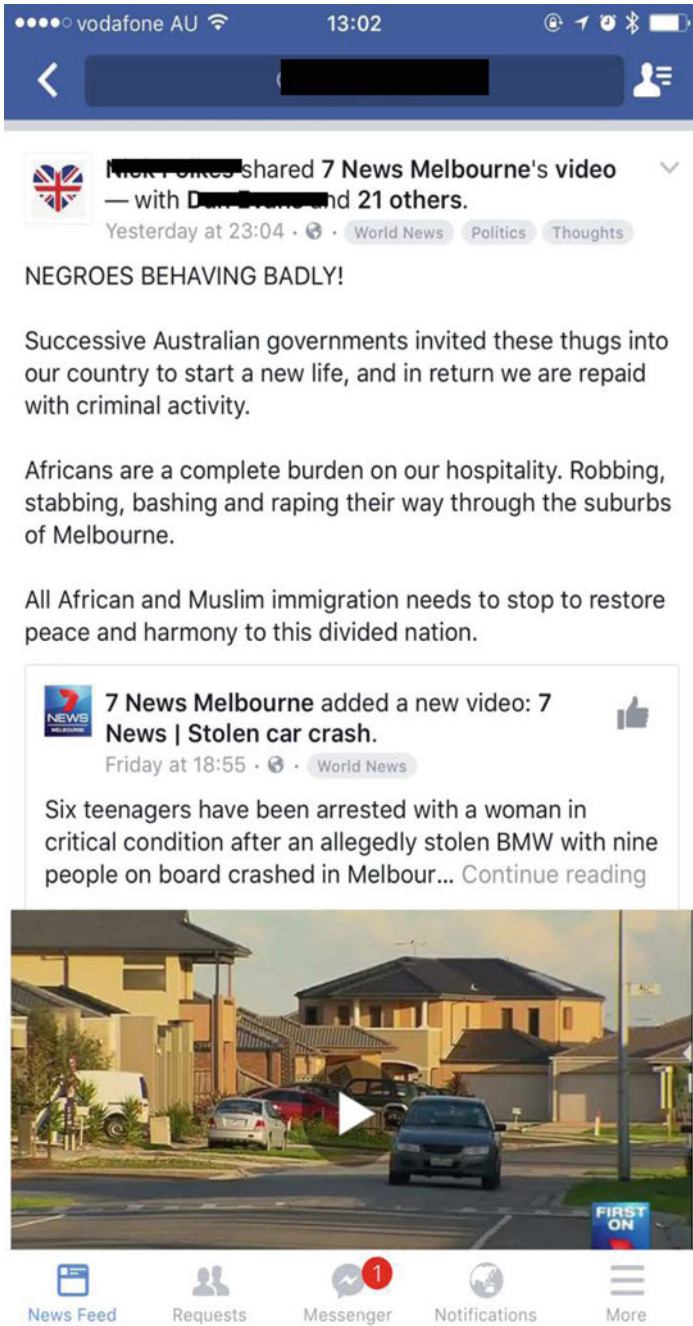 vodafone AU
13:02
shared 7 News Melbourne's video
— with
nd 21 others.
Yesterday at 23:04 · · World News Politics Thoughts
NEGROES BEHAVING BADLY!
Successive Australian governments invited these thugs into
our country to start a new life, and in return we are repaid
with criminal activity.
Africans are a complete burden on our hospitality. Robbing,
stabbing, bashing and raping their way through the suburbs
of Melbourne.
All African and Muslim immigration needs to stop to restore
peace and harmony to this divided nation.
7 NEWS MELBOURNE
7 News Melbourne added a new video: 7
News | Stolen car crash.
Friday at 18:55 · · World News
Six teenagers have been arrested with a woman in
critical condition after an allegedly stolen BMW with nine
people on board crashed in Melbour... Continue reading
FIRST
ON
1
News Feed Requests Messenger Notifications More